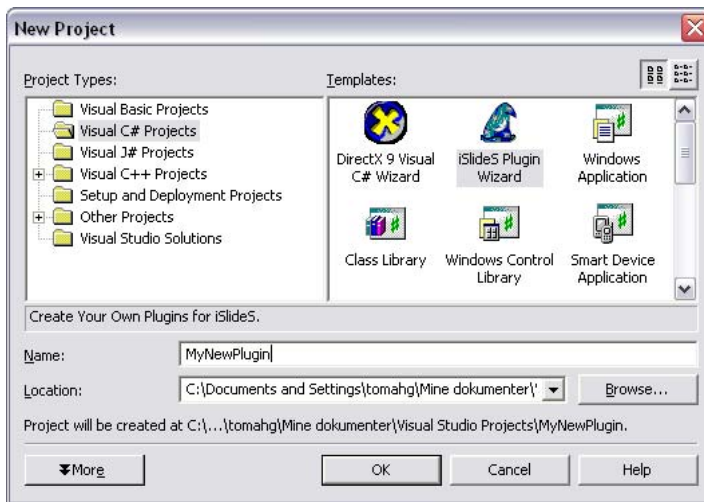 New Project
Project Types:
Templates:
Visual Basic Projects
Visual C# Projects
Visual J# Projects
Visual C++ Projects
Setup and Deployment Projects
Other Projects
Visual Studio Solutions
DirectX 9 Visual
C# Wizard
iSlideS Plugin
Wizard
Windows
Application
Class Library
Windows Control
Library
Smart Device
Application
Create Your Own Plugins for iSlideS.
Name:
MyNewPlugin
Location:
C:\Documents and Settings\tomahg\Mine dokumenter\'
Browse...
Project will be created at C:\...\tomahg\Mine dokumenter\Visual Studio Projects\MyNewPlugin.
More
OK
Cancel
Help